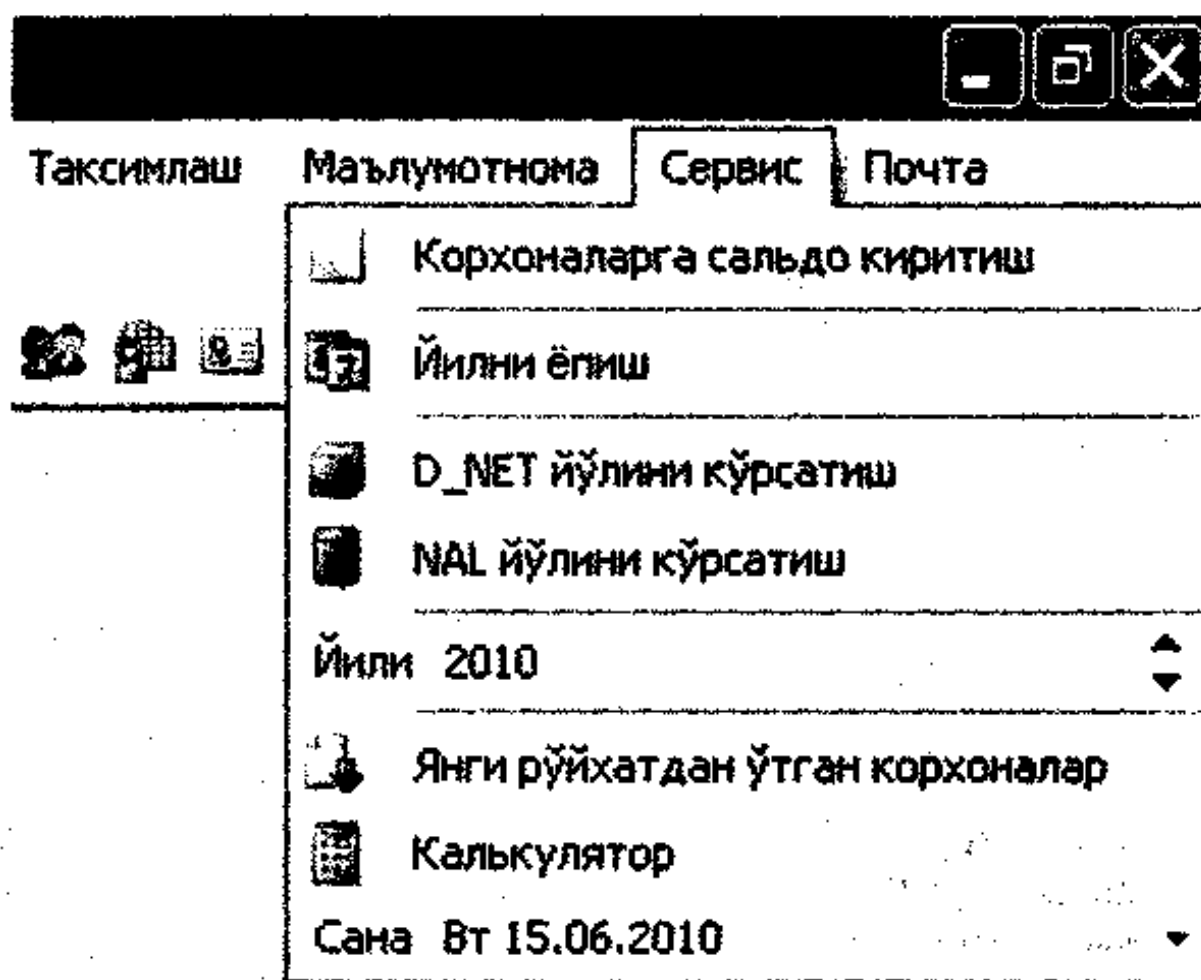 Таксимлаш Маълумотнома Сервис Почта
Корхоналарга сальдо киритиш
Йилни ёпиш
D_NET йўлини кўрсатиш
NAL йўлини кўрсатиш
Йили 2010
Янги рўйхатдан ўтган корхоналар
Калькулятор
Сана Вт 15.06.2010